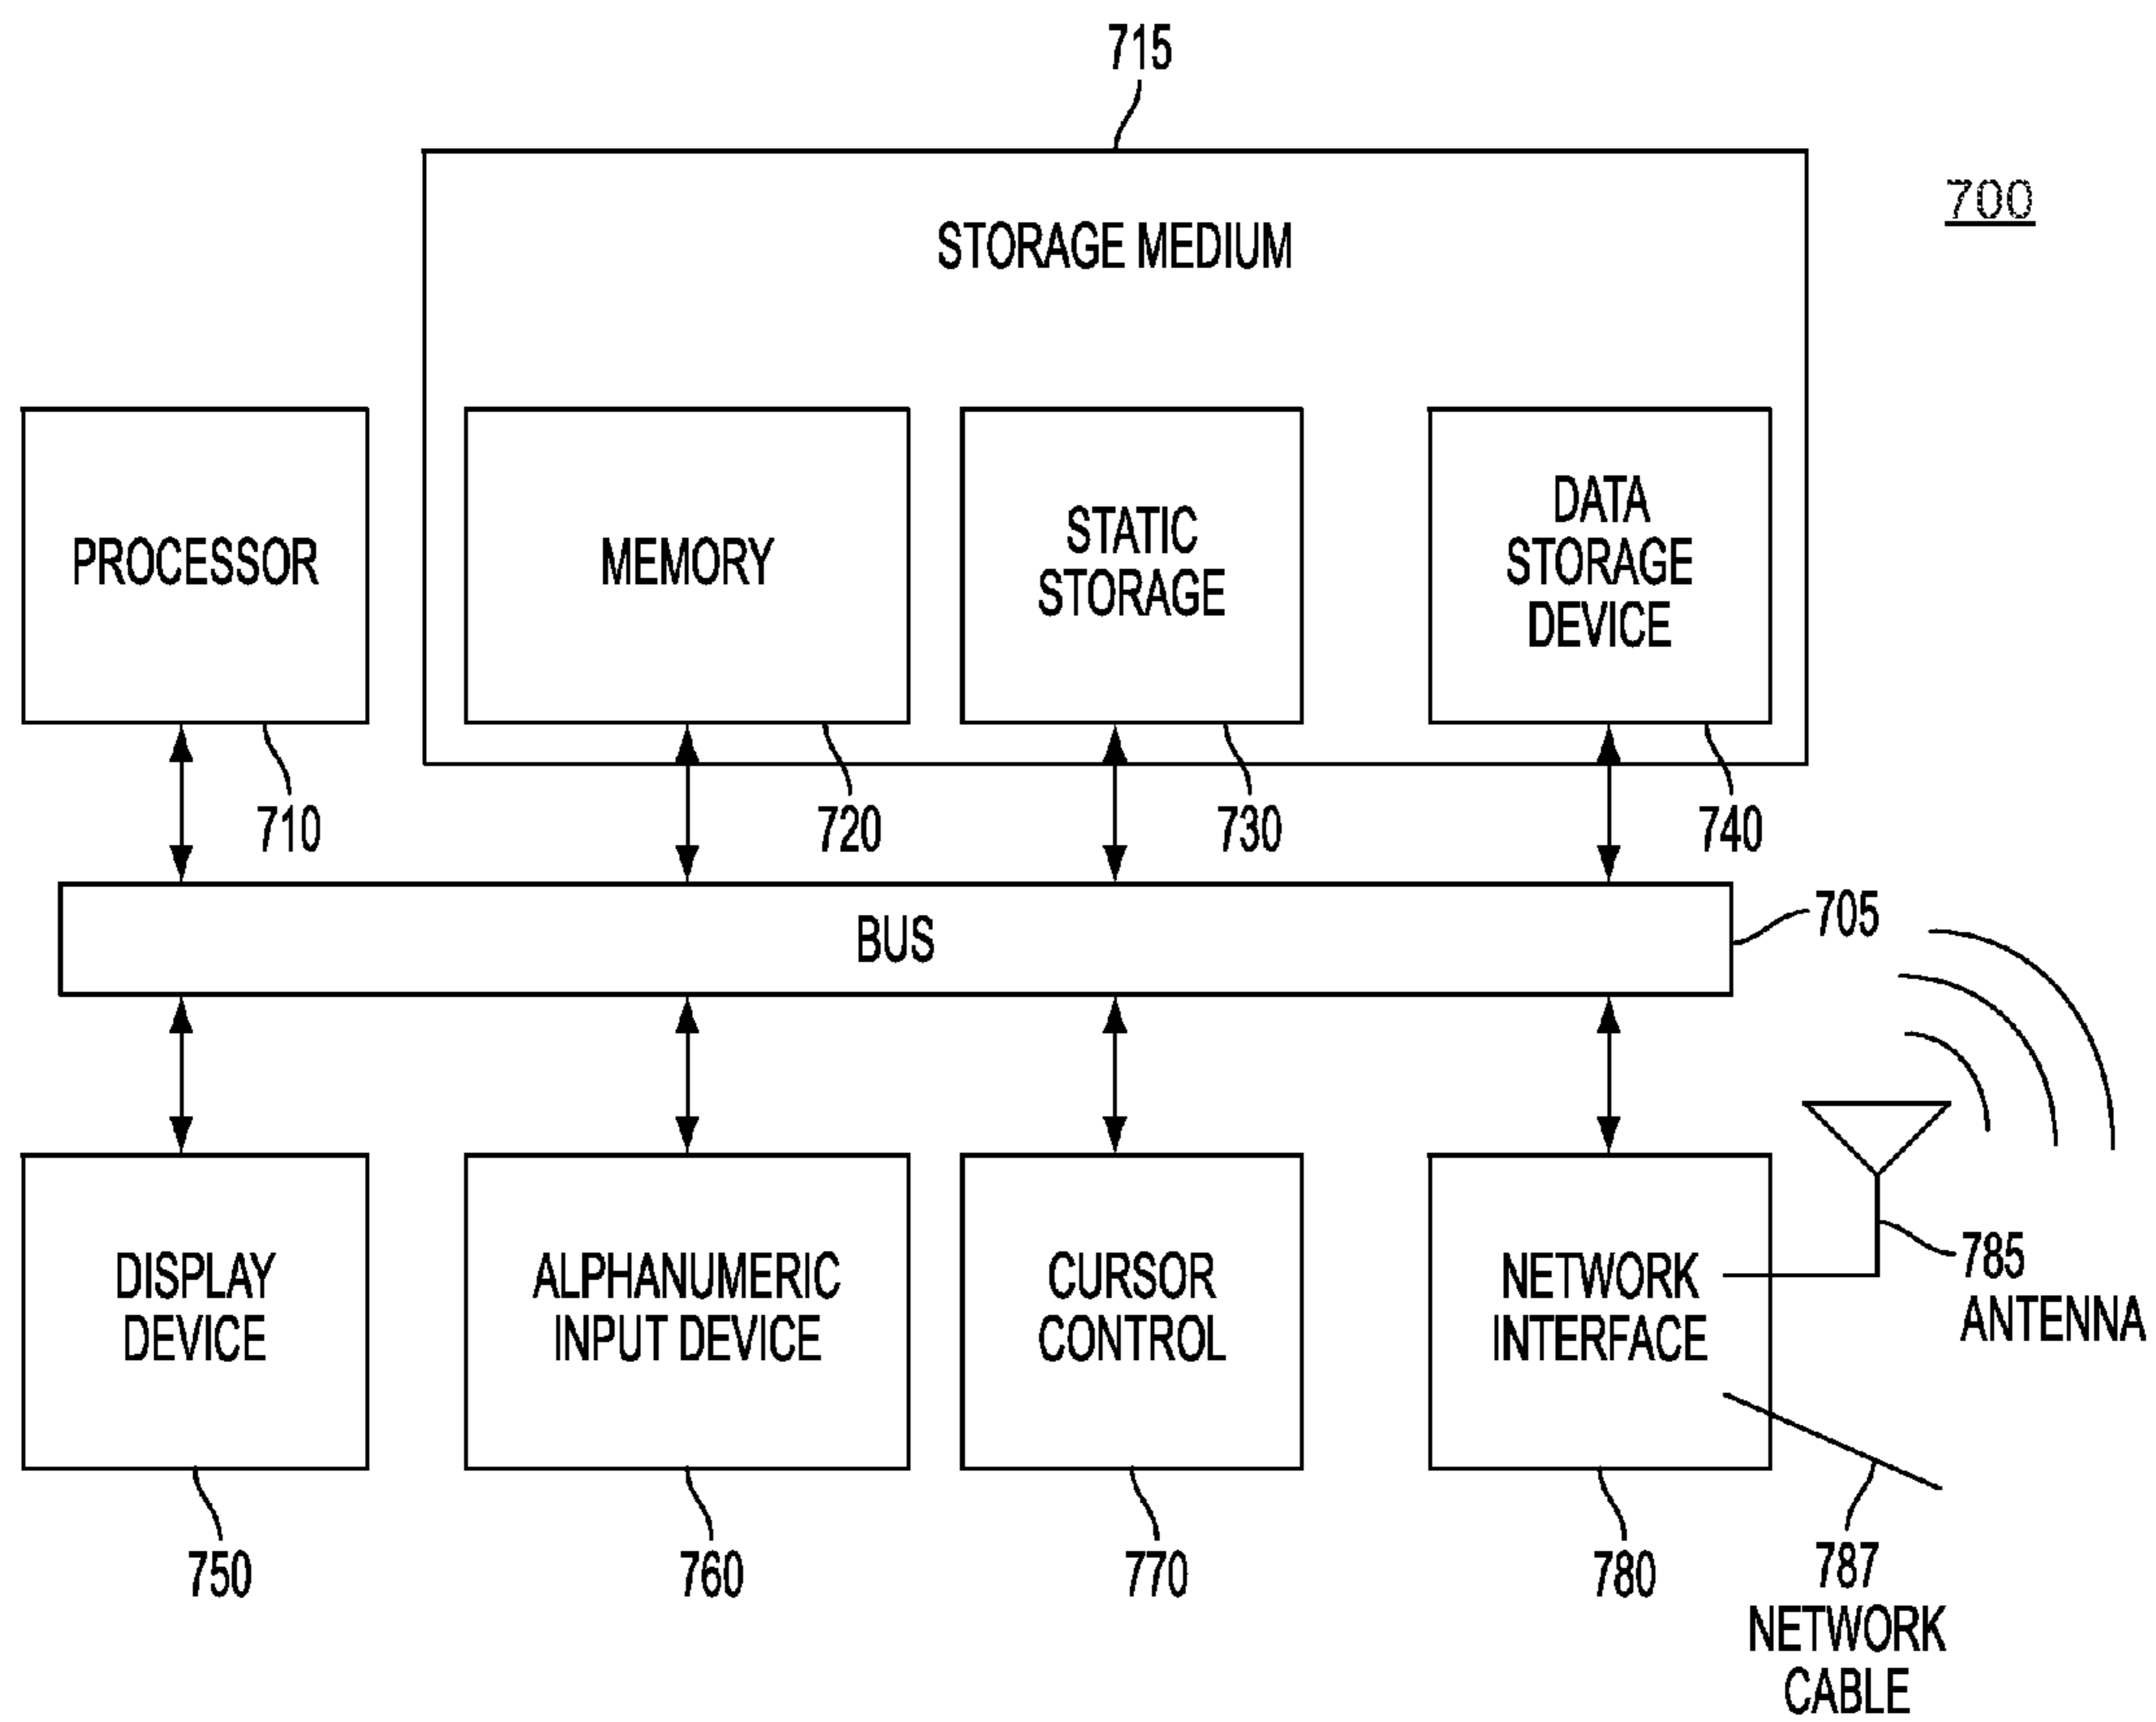 715
700
STORAGE MEDIUM
PROCESSOR
MEMORY
STATIC
STORAGE
DATA
STORAGE
DEVICE
710
720
730
740
BUS
705
DISPLAY
DEVICE
ALPHANUMERIC
INPUT DEVICE
CURSOR
CONTROL
NETWORK
INTERFACE
785
ANTENNA
750
760
770
780
787
NETWORK
CABLE